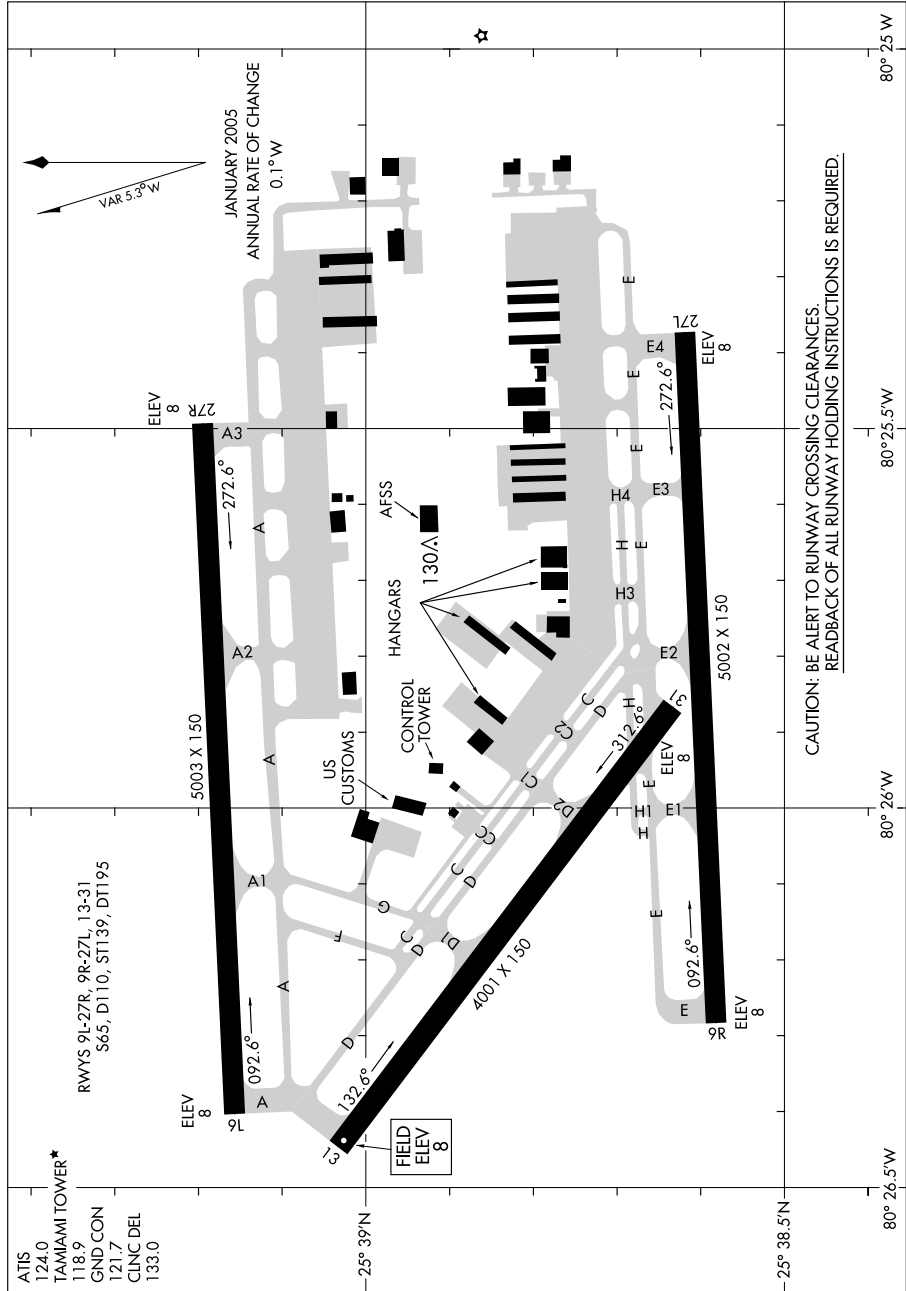 ATIS
124.0
TAMIAMI TOWER★
118.9
GND CON
121.7
CLNC DEL
133.0
RWYS 9L-27R, 9R-27L, 13-31
S65, D110, ST139, DT195
VAR 5.3° W
JANUARY 2005
ANNUAL RATE OF CHANGE
0.1° W
ELEV
8
9L
092.6°
A
A
A1
A
A2
A
A3
5003 X 150
272.6°
27R
ELEV
8
13
132.6°
FIELD
ELEV
8
D
F
G
D
C
D1
D
C
CC
C1
D2
C2
D
C
4001 X 150
312.6°
31
ELEV
8
US
CUSTOMS
CONTROL
TOWER
HANGARS
130
AFSS
9R
ELEV
8
092.6°
E
E
H
H1
E1
E
H
E2
H3
H
E
H4
E3
E
E
E4
E
5002 X 150
272.6°
27L
ELEV
8
25° 39'N
25° 38.5'N
80° 26.5'W
80° 26'W
80° 25.5'W
80° 25'W
CAUTION: BE ALERT TO RUNWAY CROSSING CLEARANCES.
READBACK OF ALL RUNWAY HOLDING INSTRUCTIONS IS REQUIRED.